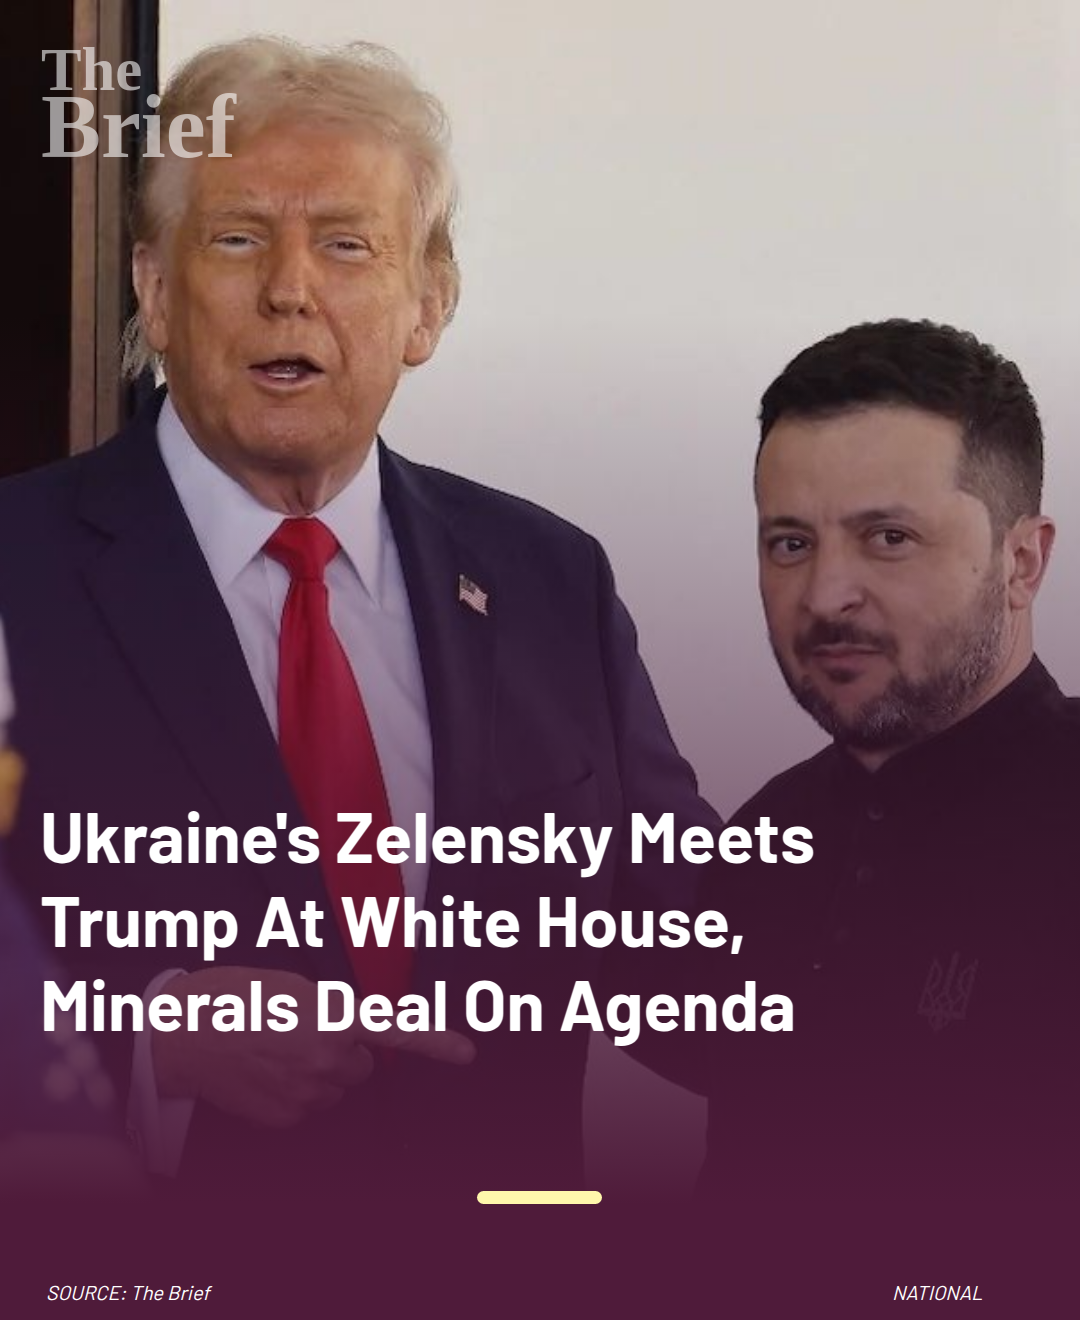 The
Brief
Ukraine's Zelensky Meets
Trump At White House,
Minerals Deal On Agenda
SOURCE: The Brief
NATIONAL